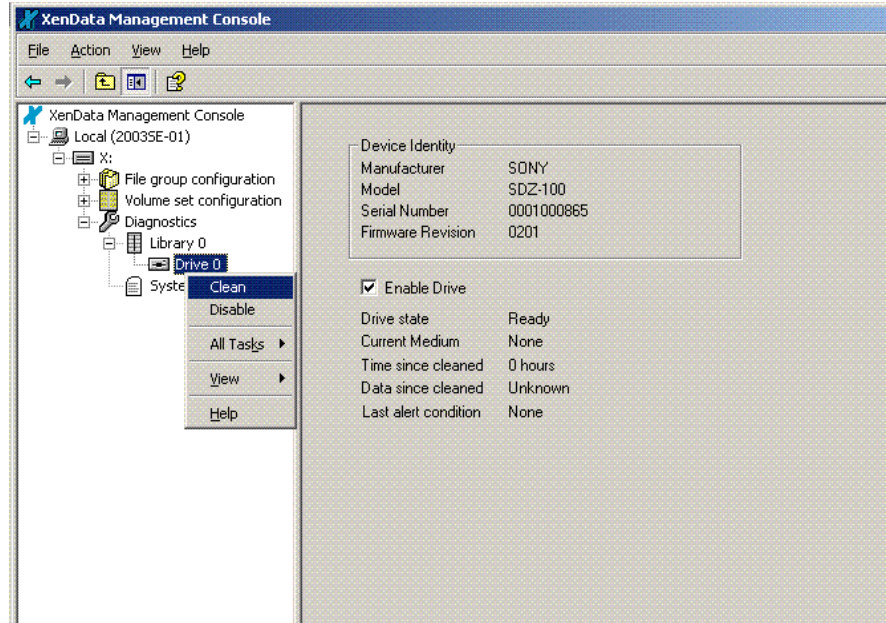 XenData Management Console
File Action View Help
XenData Management Console
Local (2003SE-01)
X:
File group configuration
Volume set configuration
Diagnostics
Library 0
Drive 0
Syste
Clean
Disable
All Tasks
View
Help
Device Identity
Manufacturer SONY
Model SDZ-100
Serial Number 0001000865
Firmware Revision 0201
Enable Drive
Drive state Ready
Current Medium None
Time since cleaned 0 hours
Data since cleaned Unknown
Last alert condition None